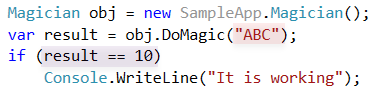 Magician obj = new SampleApp.Magician();
var result = obj.DoMagic("ABC");
if (result == 10)
    Console.WriteLine("It is working");